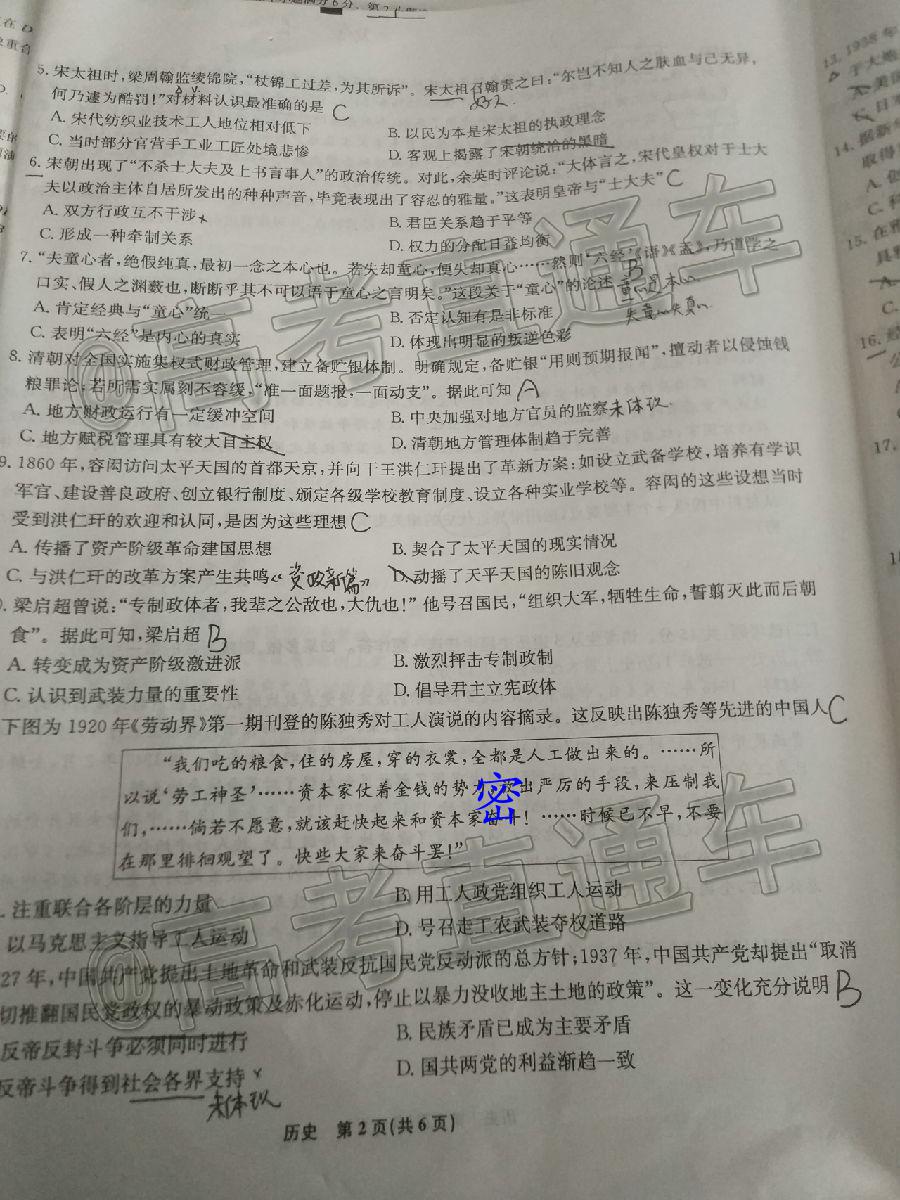 5. 宋太祖时，梁周翰监绫锦院，“杖锦工过差，为其所诉”。宋太祖召翰责之曰：“尔岂不知人之肤血与己无异，
何乃遽为酷罚！”对材料认识最准确的是 C
A. 宋代纺织业技术工人地位相对低下 B. 以民为本是宋太祖的执政理念
C. 当时部分官营手工业工匠处境悲惨 D. 客观上揭露了宋朝统治的黑暗
6. 宋朝出现了“不杀士大夫及上书言事人”的政治传统。对此，余英时评论说：“大体言之，宋代皇权对于士大
夫以政治主体自居所发出的种种声音，毕竟表现出了容忍的雅量。”这表明皇帝与“士大夫” C
A. 双方行政互不干涉 B. 君臣关系趋于平等
C. 形成一种牵制关系 D. 权力的分配日益均衡
7. “夫童心者，绝假纯真，最初一念之本心也。若失却童心，便失却真心……然则‘六经’《语》《孟》，乃道学之
口实、假人之渊薮也，断断乎其不可以语于童心之言明矣。”这段关于“童心”的论述 B
A. 肯定经典与“童心”统一 B. 否定认知有是非标准
C. 表明“六经”是内心的真实 D. 体现出明显的叛逆色彩
8. 清朝对全国实施集权式财政管理，建立备贮银体制。明确规定，备贮银“用则预期报闻”，擅动者以侵蚀钱
粮罪论；若所需实属刻不容缓，“准一面题报，一面动支”。据此可知 A
A. 地方财政运行有一定缓冲空间 B. 中央加强对地方官员的监察 未体现
C. 地方赋税管理具有较大自主权 D. 清朝地方管理体制趋于完善
9. 1860年，容闳访问太平天国的首都天京，并向干王洪仁玕提出了革新方案：如设立武备学校，培养有学识
军官、建设善良政府、创立银行制度、颁定各级学校教育制度、设立各种实业学校等。容闳的这些设想当时
受到洪仁玕的欢迎和认同，是因为这些理想 C
A. 传播了资产阶级革命建国思想 B. 契合了太平天国的现实情况
C. 与洪仁玕的改革方案产生共鸣 D. 动摇了天平天国的陈旧观念
. 梁启超曾说：“专制政体者，我辈之公敌也，大仇也！”他号召国民，“组织大军，牺牲生命，誓剪灭此而后朝
食”。据此可知，梁启超 B
A. 转变成为资产阶级激进派 B. 激烈抨击专制政制
C. 认识到武装力量的重要性 D. 倡导君主立宪政体
下图为1920年《劳动界》第一期刊登的陈独秀对工人演说的内容摘录。这反映出陈独秀等先进的中国人 C
“我们吃的粮食，住的房屋，穿的衣裳，全都是人工做出来的。……所
以说‘劳工神圣’……资本家仗着金钱的势 密 出严厉的手段，来压制我
们，……倘若不愿意，就该赶快起来和资本家奋斗！……时候已不早，不要
在那里徘徊观望了。快些大家来奋斗罢！”
. 注重联合各阶层的力量 B. 用工人政党组织工人运动
以马克思主义指导工人运动 D. 号召走工农武装夺权道路
27年，中国共产党提出土地革命和武装反抗国民党反动派的总方针；1937年，中国共产党却提出“取消
切推翻国民党政权的暴动政策及赤化运动，停止以暴力没收地主土地的政策”。这一变化充分说明 B
反帝反封斗争必须同时进行 B. 民族矛盾已成为主要矛盾
反帝斗争得到社会各界支持 D. 国共两党的利益渐趋一致
未体现
历史 第2页(共6页)
13. 1938年
14. 据新
取得
15. 在雅
16. 经
17.
@高考直通车
@高考直通车